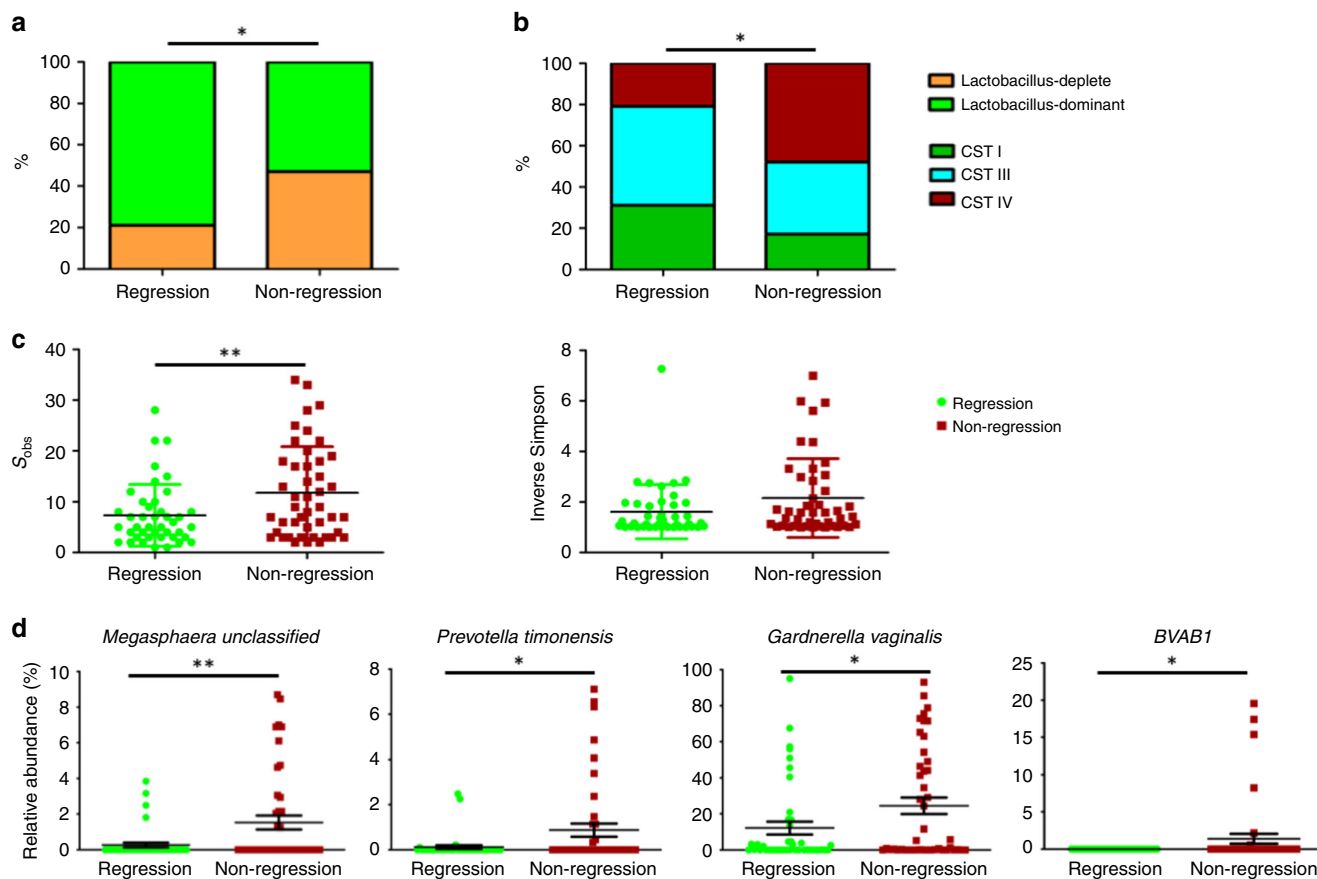 a
*
100
80
60
40
20
0
%
Regression
Non-regression
b
*
100
80
60
40
20
0
%
Regression
Non-regression
Lactobacillus-deplete
Lactobacillus-dominant
CST I
CST III
CST IV
c
**
40
30
20
10
0
Sobs
Regression
Non-regression
8
6
4
2
0
Inverse Simpson
Regression
Non-regression
Regression
Non-regression
d
Megasphaera unclassified
**
10
8
6
4
2
0
Relative abundance (%)
Regression
Non-regression
Prevotella timonensis
*
8
6
4
2
0
Regression
Non-regression
Gardnerella vaginalis
*
100
80
60
40
20
0
Regression
Non-regression
BVAB1
*
25
20
15
10
5
0
Regression
Non-regression